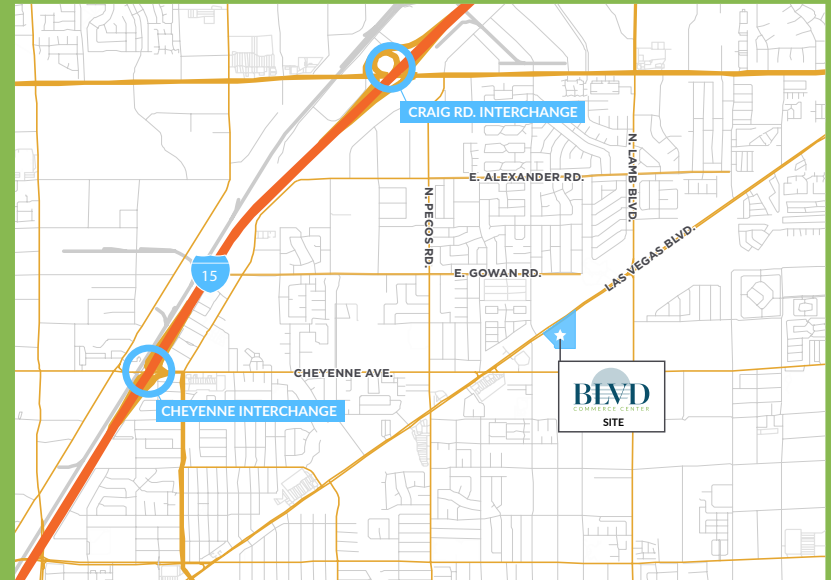 CRAIG RD. INTERCHANGE
N. LAMB BLVD.
E. ALEXANDER RD.
N. PECOS RD.
LAS VEGAS BLVD.
E. GOWAN RD.
15
CHEYENNE AVE.
CHEYENNE INTERCHANGE
BLVD
COMMERCE CENTER
SITE